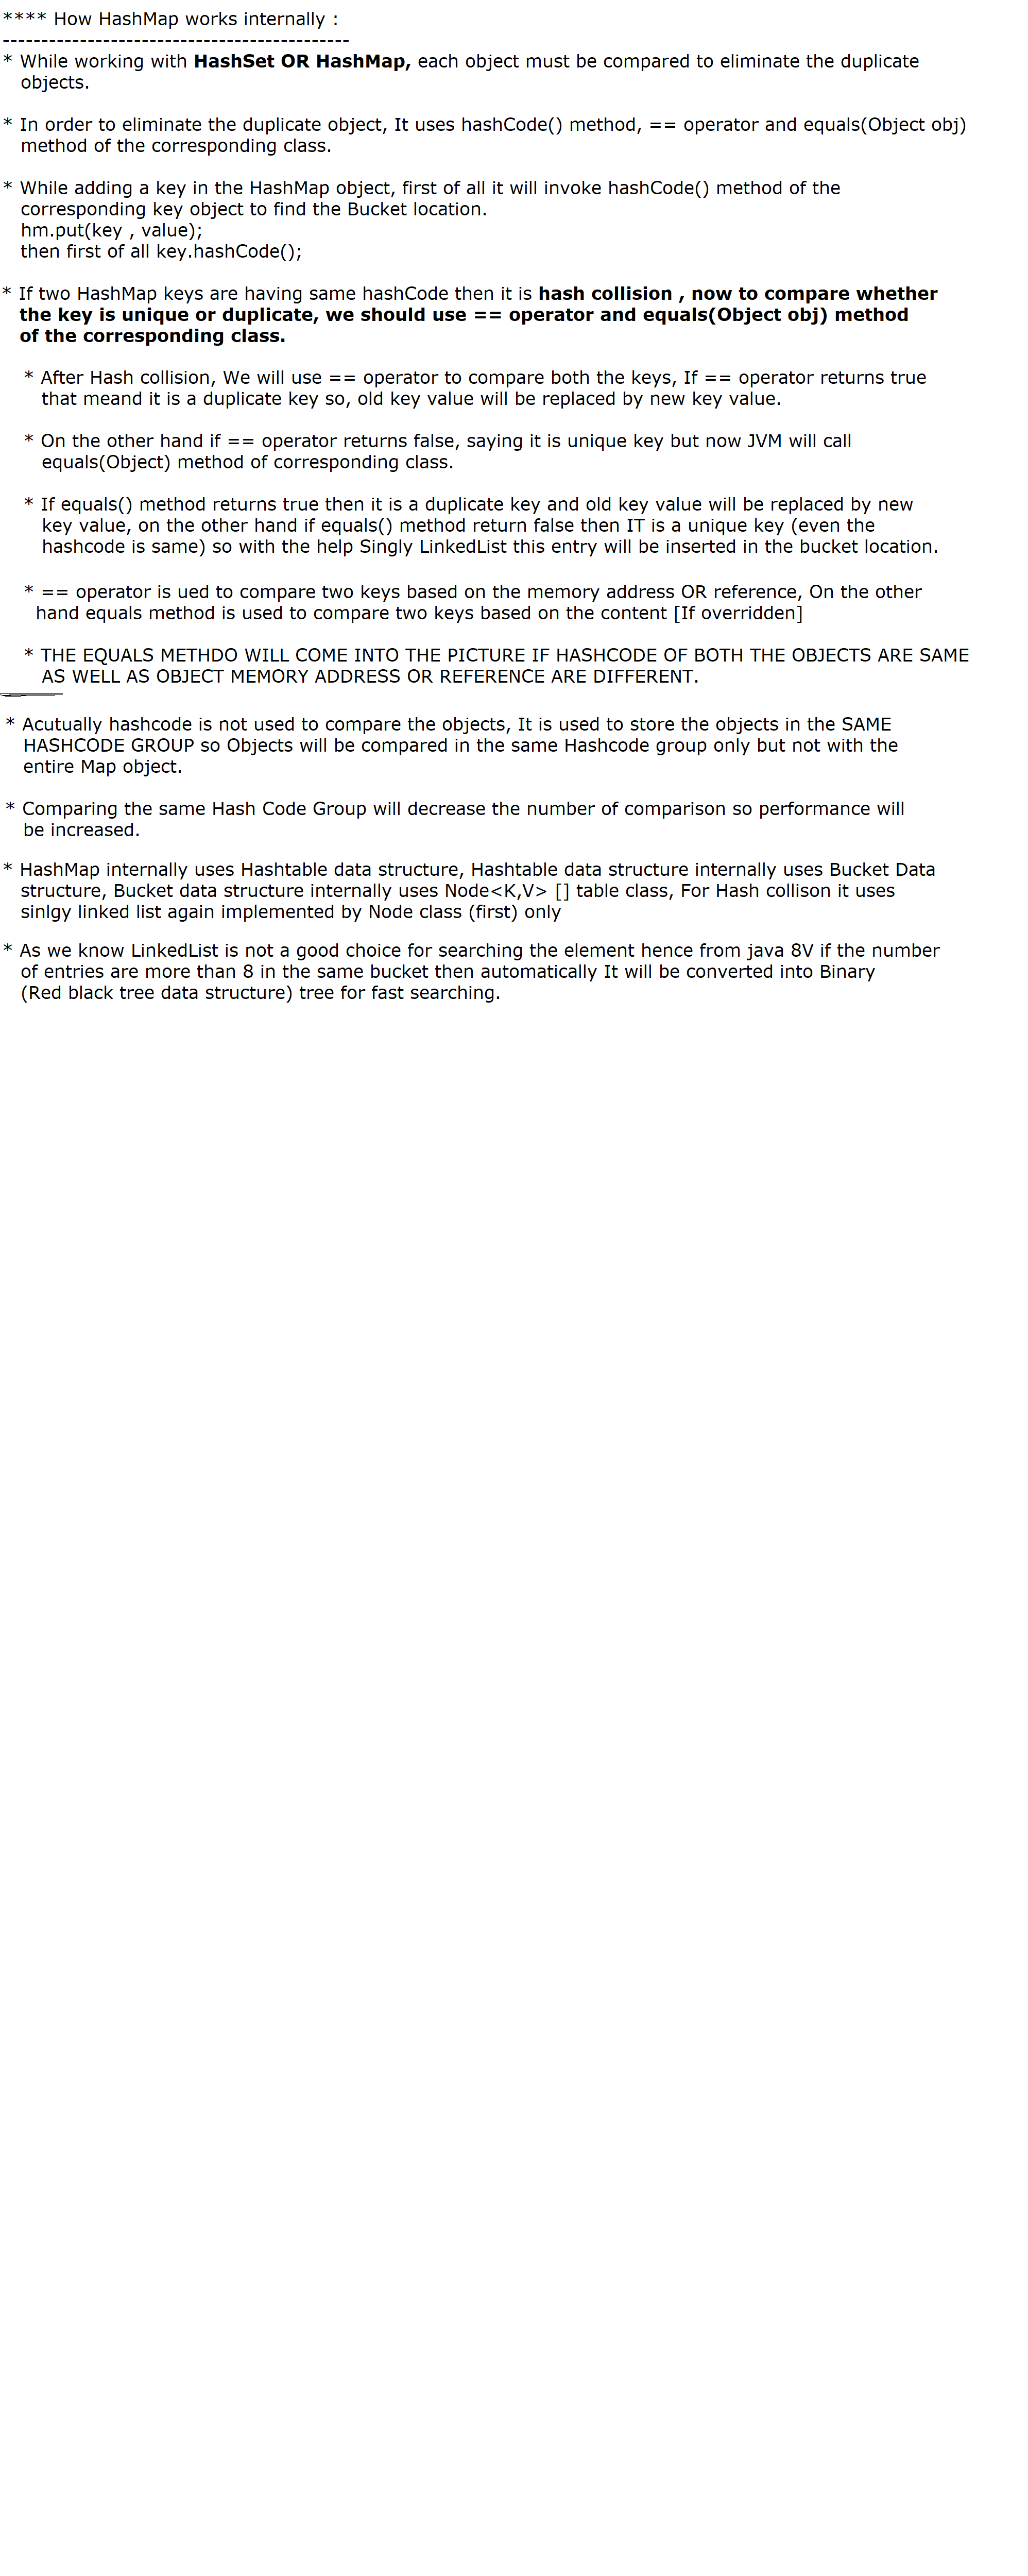 **** How HashMap works internally :
---------------------------------------------
* While working with HashSet OR HashMap, each object must be compared to eliminate the duplicate
objects.
* In order to eliminate the duplicate object, It uses hashCode() method, == operator and equals(Object obj)
method of the corresponding class.
* While adding a key in the HashMap object, first of all it will invoke hashCode() method of the
corresponding key object to find the Bucket location.
hm.put(key , value);
then first of all key.hashCode();
* If two HashMap keys are having same hashCode then it is hash collision , now to compare whether
the key is unique or duplicate, we should use == operator and equals(Object obj) method
of the corresponding class.
* After Hash collision, We will use == operator to compare both the keys, If == operator returns true
that meand it is a duplicate key so, old key value will be replaced by new key value.
* On the other hand if == operator returns false, saying it is unique key but now JVM will call
equals(Object) method of corresponding class.
* If equals() method returns true then it is a duplicate key and old key value will be replaced by new
key value, on the other hand if equals() method return false then IT is a unique key (even the
hashcode is same) so with the help Singly LinkedList this entry will be inserted in the bucket location.
* == operator is ued to compare two keys based on the memory address OR reference, On the other
hand equals method is used to compare two keys based on the content [If overridden]
* THE EQUALS METHDO WILL COME INTO THE PICTURE IF HASHCODE OF BOTH THE OBJECTS ARE SAME
AS WELL AS OBJECT MEMORY ADDRESS OR REFERENCE ARE DIFFERENT.
* Acutually hashcode is not used to compare the objects, It is used to store the objects in the SAME
HASHCODE GROUP so Objects will be compared in the same Hashcode group only but not with the
entire Map object.
* Comparing the same Hash Code Group will decrease the number of comparison so performance will
be increased.
* HashMap internally uses Hashtable data structure, Hashtable data structure internally uses Bucket Data
structure, Bucket data structure internally uses Node<K,V> [] table class, For Hash collison it uses
sinlgy linked list again implemented by Node class (first) only
* As we know LinkedList is not a good choice for searching the element hence from java 8V if the number
of entries are more than 8 in the same bucket then automatically It will be converted into Binary
(Red black tree data structure) tree for fast searching.